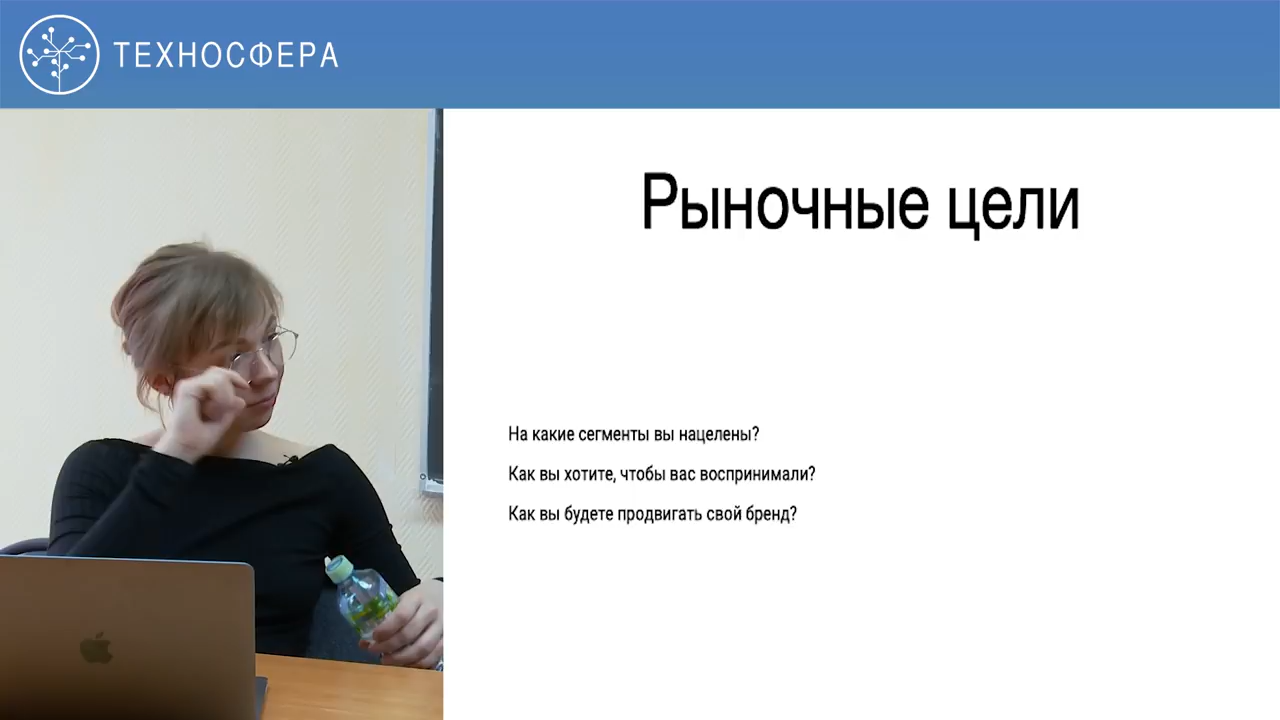 ТЕХНОСФЕРА
Рыночные цели
На какие сегменты вы нацелены?
Как вы хотите, чтобы вас воспринимали?
Как вы будете продвигать свой бренд?